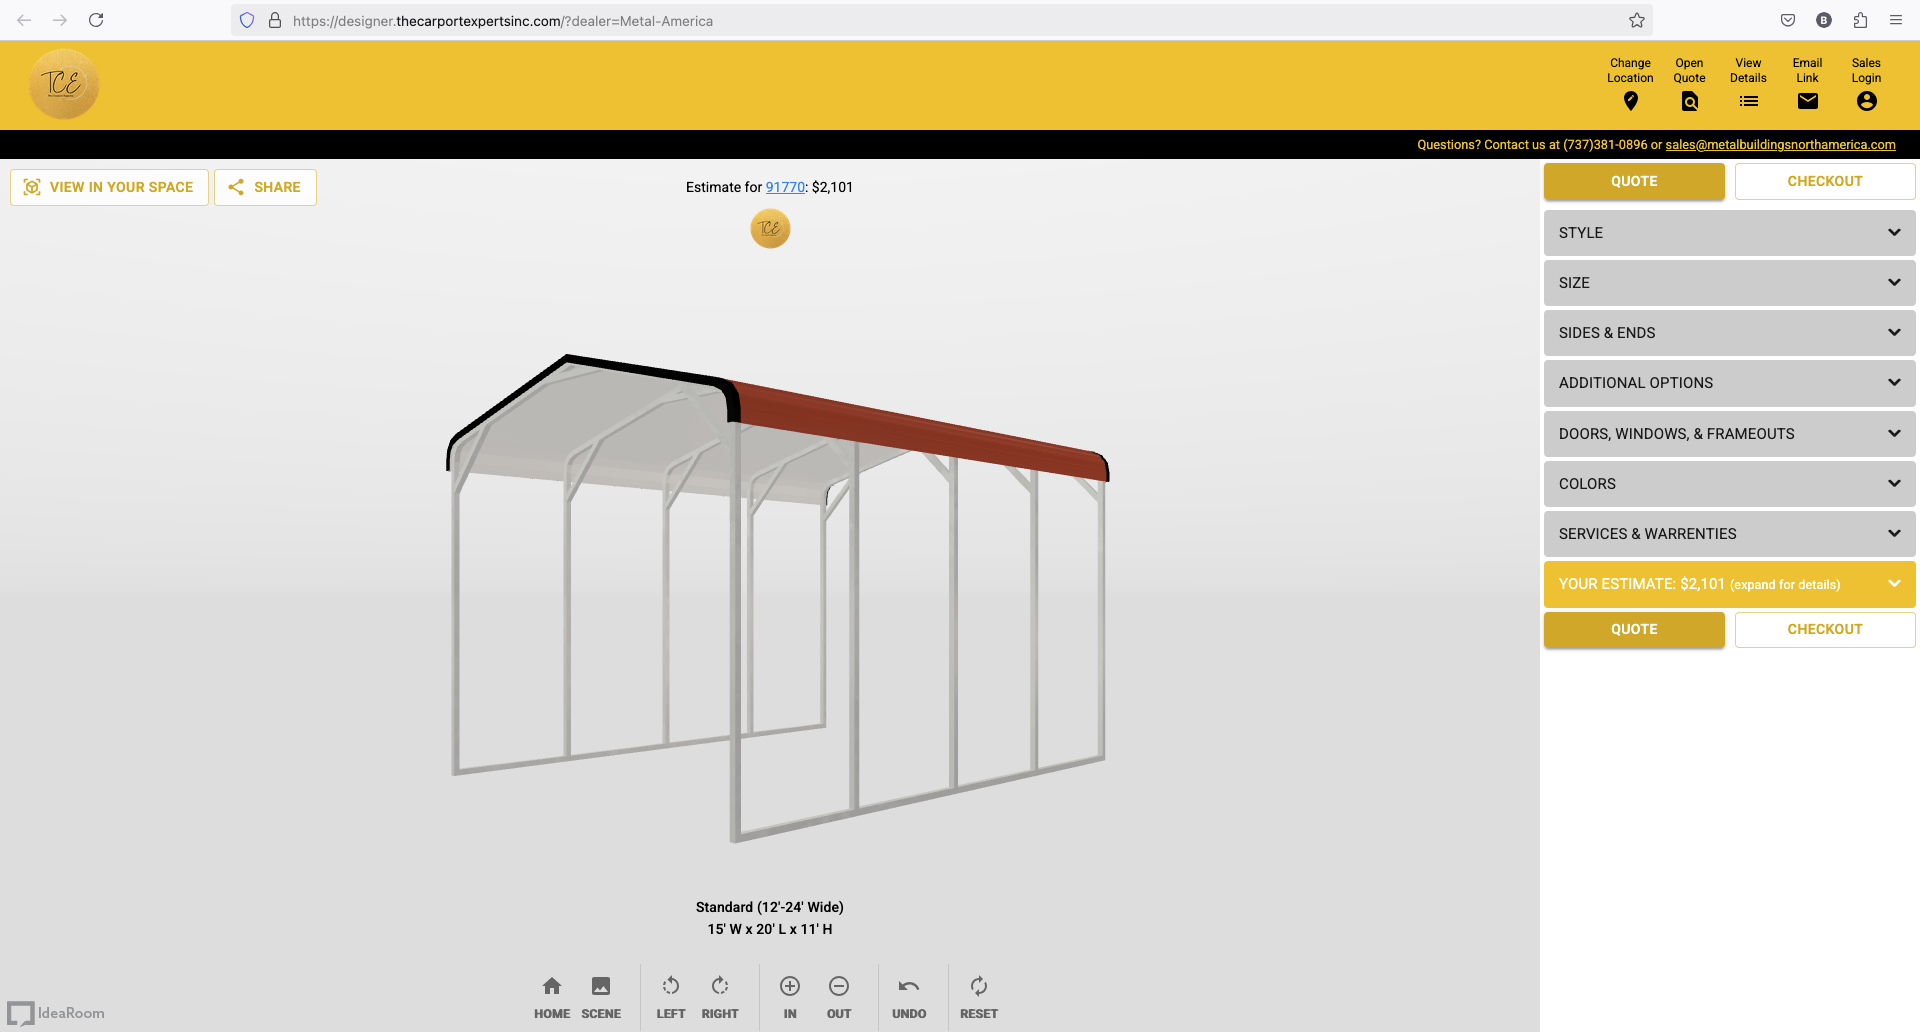 https://designer.thecarportexpertsinc.com/?dealer=Metal-America
B
TCE
Change Location
Open Quote
View Details
Email Link
Sales Login
Questions? Contact us at (737)381-0896 or sales@metalbuildingsnorthamerica.com
VIEW IN YOUR SPACE
SHARE
Estimate for 91770: $2,101
TCE
QUOTE
CHECKOUT
STYLE
SIZE
SIDES & ENDS
ADDITIONAL OPTIONS
DOORS, WINDOWS, & FRAMEOUTS
COLORS
SERVICES & WARRENTIES
YOUR ESTIMATE: $2,101 (expand for details)
QUOTE
CHECKOUT
Standard (12'-24' Wide)
15' W x 20' L x 11' H
HOME
SCENE
LEFT
RIGHT
IN
OUT
UNDO
RESET
IdeaRoom